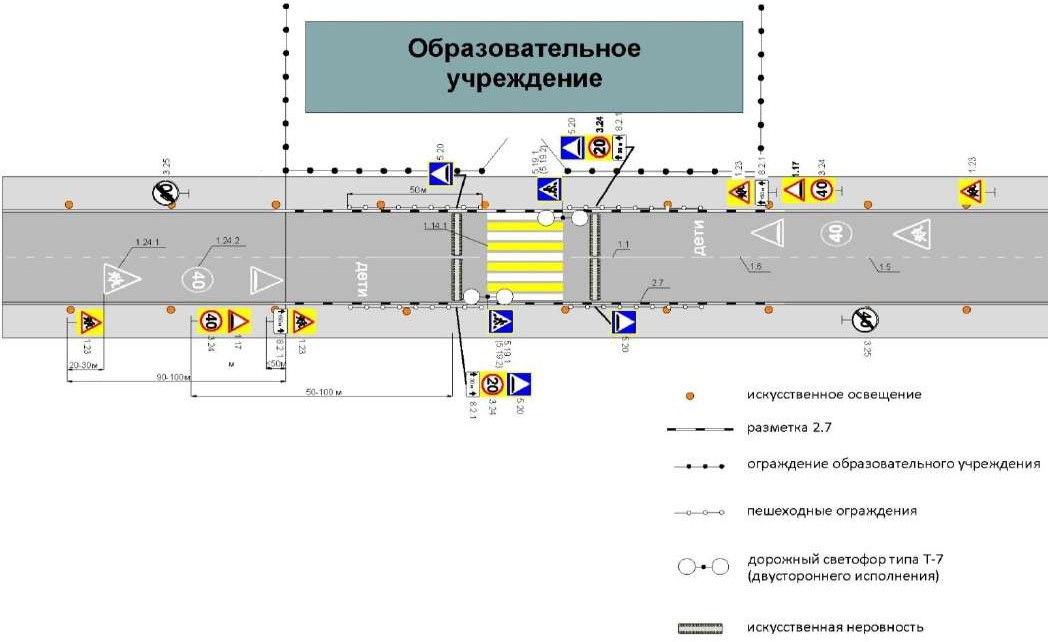 Образовательное
учреждение
5.20
3.24
8.2.1
5.20
20
5.19.1
(5.19.2)
3.25
40
50м
1.23
8.2.1
1.17
3.24
40
1.23
1.24.1
1.24.2
1.14.1
1.1
дети
40
1.6
1.5
40
дети
2.7
1.23
40
3.24
1.17
м
8.2.1
1.23
20-30м
≤50м
90-100м
50-100 м
5.19.1
(5.19.2)
5.20
40
3.25
20
8.2.1
3.24
5.20
искусственное освещение
разметка 2.7
ограждение образовательного учреждения
пешеходные ограждения
дорожный светофор типа Т-7
(двустороннего исполнения)
искусственная неровность